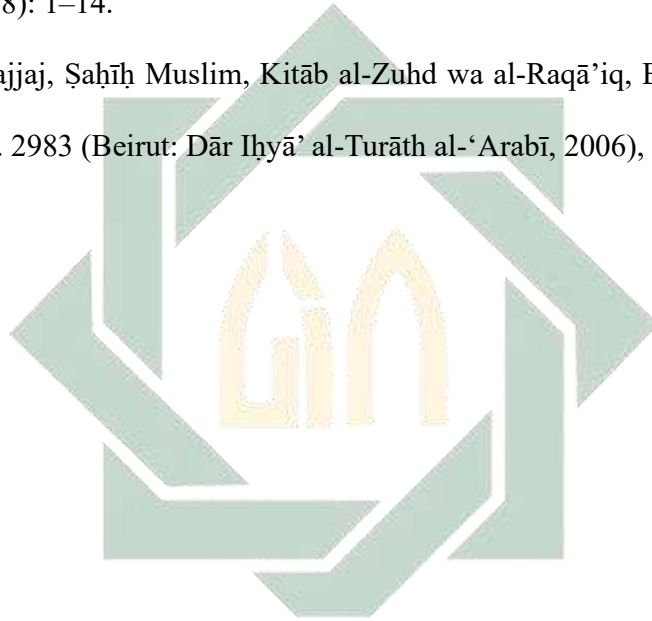 8): 1–14.
ajjaj, Ṣaḥīḥ Muslim, Kitāb al-Zuhd wa al-Raqā’iq,
. 2983 (Beirut: Dār Iḥyā’ al-Turāth al-‘Arabī, 2006),
uin